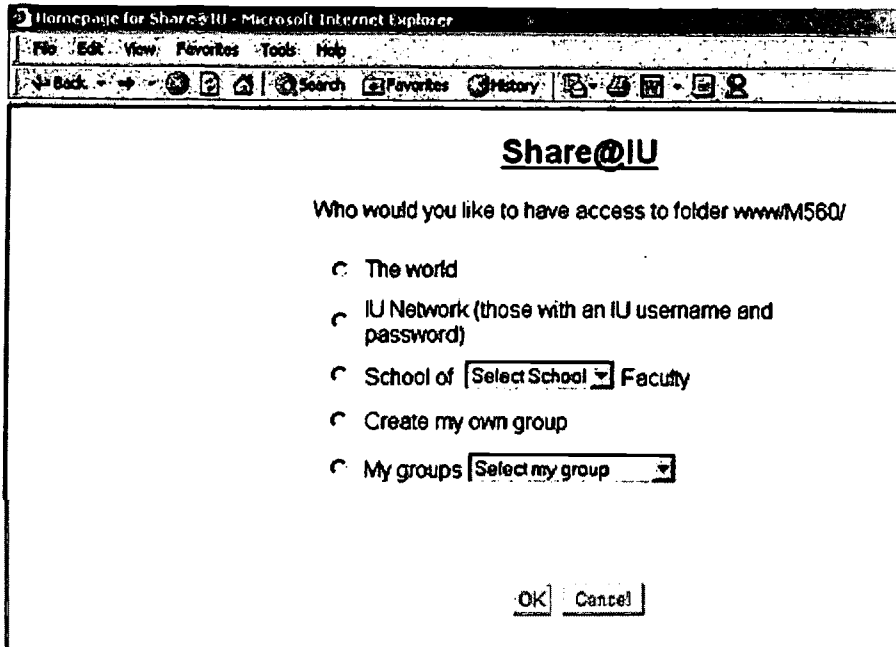 Homepage for Share@IU - Microsoft Internet Explorer
File Edit View Favorites Tools Help
Back Search Favorites History
Share@IU
Who would you like to have access to folder www/M560/
The world
IU Network (those with an IU username and
password)
School of Select School Faculty
Create my own group
My groups Select my group
OK Cancel